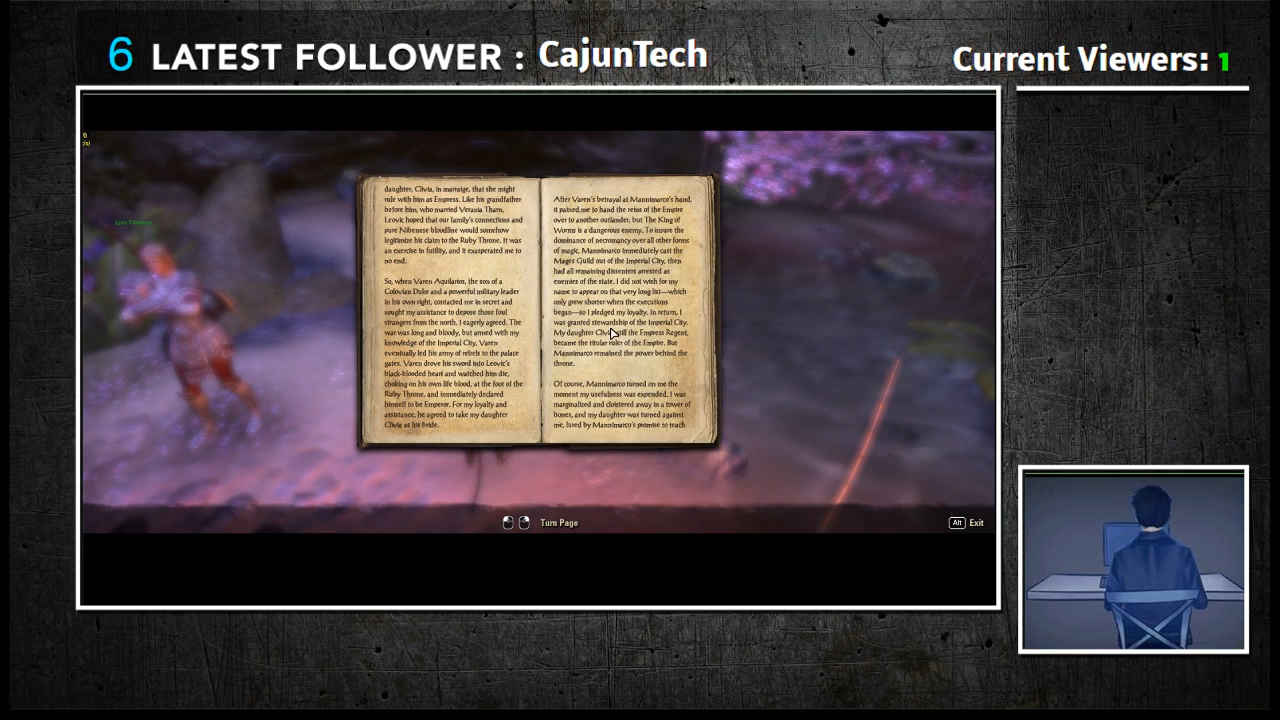 6 LATEST FOLLOWER : CajunTech
Current Viewers: 1
daughter, Clivia, in marraige, that she might
rule with him as Empress. Like his grandfather
before him, who married Veraxia Tharn,
Leovic hoped that our family's connections and
pure Nibenese bloodline would somehow
legitimize his claim to the Ruby Throne. It was
an exercise in futility, and it exasperated me to
no end.
So, when Varen Aquilarios, the son of a
Colovian Duke and a powerful military leader
in his own right, contacted me in secret and
sought my assistance to depose those foul
strangers from the north, I eagerly agreed. The
war was long and bloody, but armed with my
knowledge of the Imperial City, Varen
eventually led his army of rebels to the palace
gates. Varen drove his sword into Leovic's
black-blooded heart and watched him die,
choking on his own life blood, at the foot of the
Ruby Throne, and immediately declared
himself to be Emperor. For my loyalty and
assistance, he agreed to take my daughter
Clivia as his bride.
After Varen's betrayal at Mannimarco's hand,
it pained me to hand the reins of the Empire
over to another outlander, but The King of
Worms is a dangerous enemy. To insure the
dominance of necromancy over all other forms
of magic, Mannimarco immediately cast the
Mages Guild out of the Imperial City, then
had all remaining dissenters arrested as
enemies of the state. I did not wish for my
name to appear on that very long list—which
only grew shorter when the executions
began—so I pledged my loyalty. In return, I
was granted stewardship of the Imperial City.
My daughter Clivia, still the Empress Regent,
became the titular ruler of the Empire. But
Mannimarco remained the power behind the
throne.
Of course, Mannimarco turned on me the
moment my usefulness was expended. I was
marginalized and cloistered away in a tower of
bones, and my daughter was turned against
me, lured by Mannimarco's promise to teach
Turn Page
Alt Exit